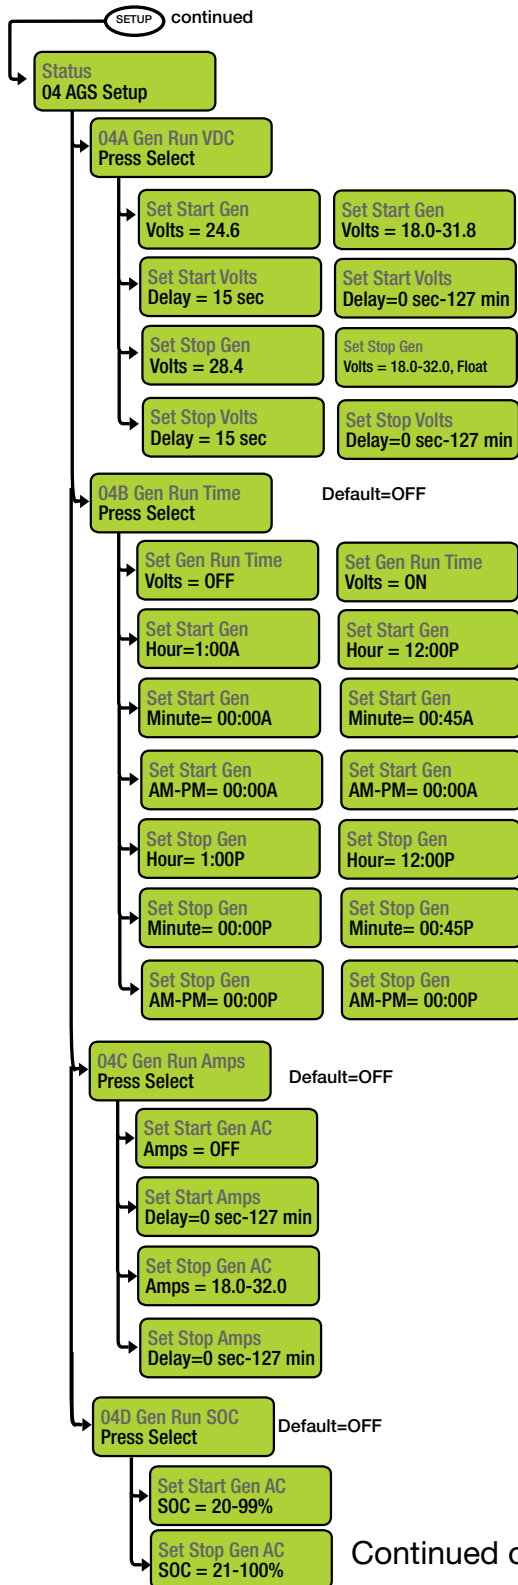 SETUP continued
Status
04 AGS Setup
04A Gen Run VDC
Press Select
Set Start Gen
Volts = 24.6
Set Start Gen
Volts = 18.0-31.8
Set Start Volts
Delay = 15 sec
Set Start Volts
Delay=0 sec-127 min
Set Stop Gen
Volts = 28.4
Set Stop Gen
Volts = 18.0-32.0, Float
Set Stop Volts
Delay = 15 sec
Set Stop Volts
Delay=0 sec-127 min
04B Gen Run Time
Press Select
Default=OFF
Set Gen Run Time
Volts = OFF
Set Gen Run Time
Volts = ON
Set Start Gen
Hour=1:00A
Set Start Gen
Hour = 12:00P
Set Start Gen
Minute= 00:00A
Set Start Gen
Minute= 00:45A
Set Start Gen
AM-PM= 00:00A
Set Start Gen
AM-PM= 00:00A
Set Stop Gen
Hour= 1:00P
Set Stop Gen
Hour= 12:00P
Set Stop Gen
Minute= 00:00P
Set Stop Gen
Minute= 00:45P
Set Stop Gen
AM-PM= 00:00P
Set Stop Gen
AM-PM= 00:00P
04C Gen Run Amps
Press Select
Default=OFF
Set Start Gen AC
Amps = OFF
Set Start Amps
Delay=0 sec-127 min
Set Stop Gen AC
Amps = 18.0-32.0
Set Stop Amps
Delay=0 sec-127 min
04D Gen Run SOC
Press Select
Default=OFF
Set Start Gen AC
SOC = 20-99%
Set Stop Gen AC
SOC = 21-100%
Continued